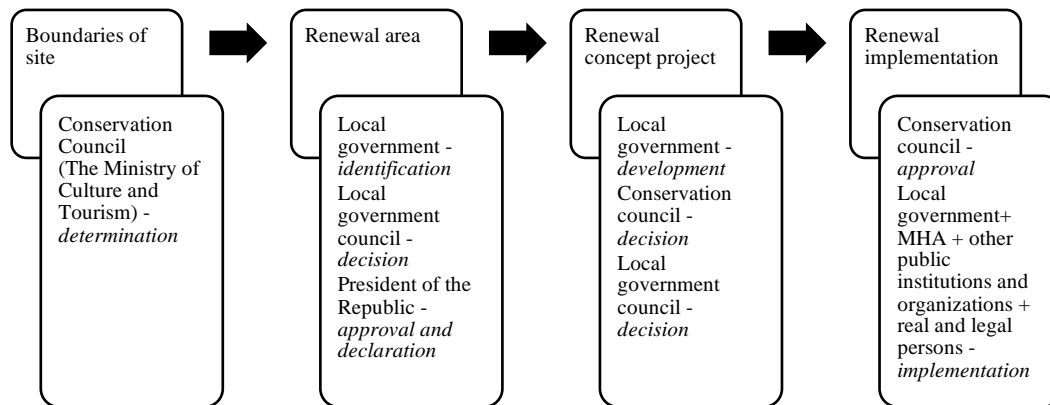 Boundaries of
site
Conservation
Council
(The Ministry of
Culture and
Tourism) -
determination
Renewal area
Local
government -
identification
Local
government
council -
decision
President of the
Republic -
approval and
declaration
Renewal
concept project
Local
government -
development
Conservation
council -
decision
Local
government
council -
decision
Renewal
implementation
Conservation
council -
approval
Local
government+
MHA + other
public
institutions and
organizations +
real and legal
persons -
implementation